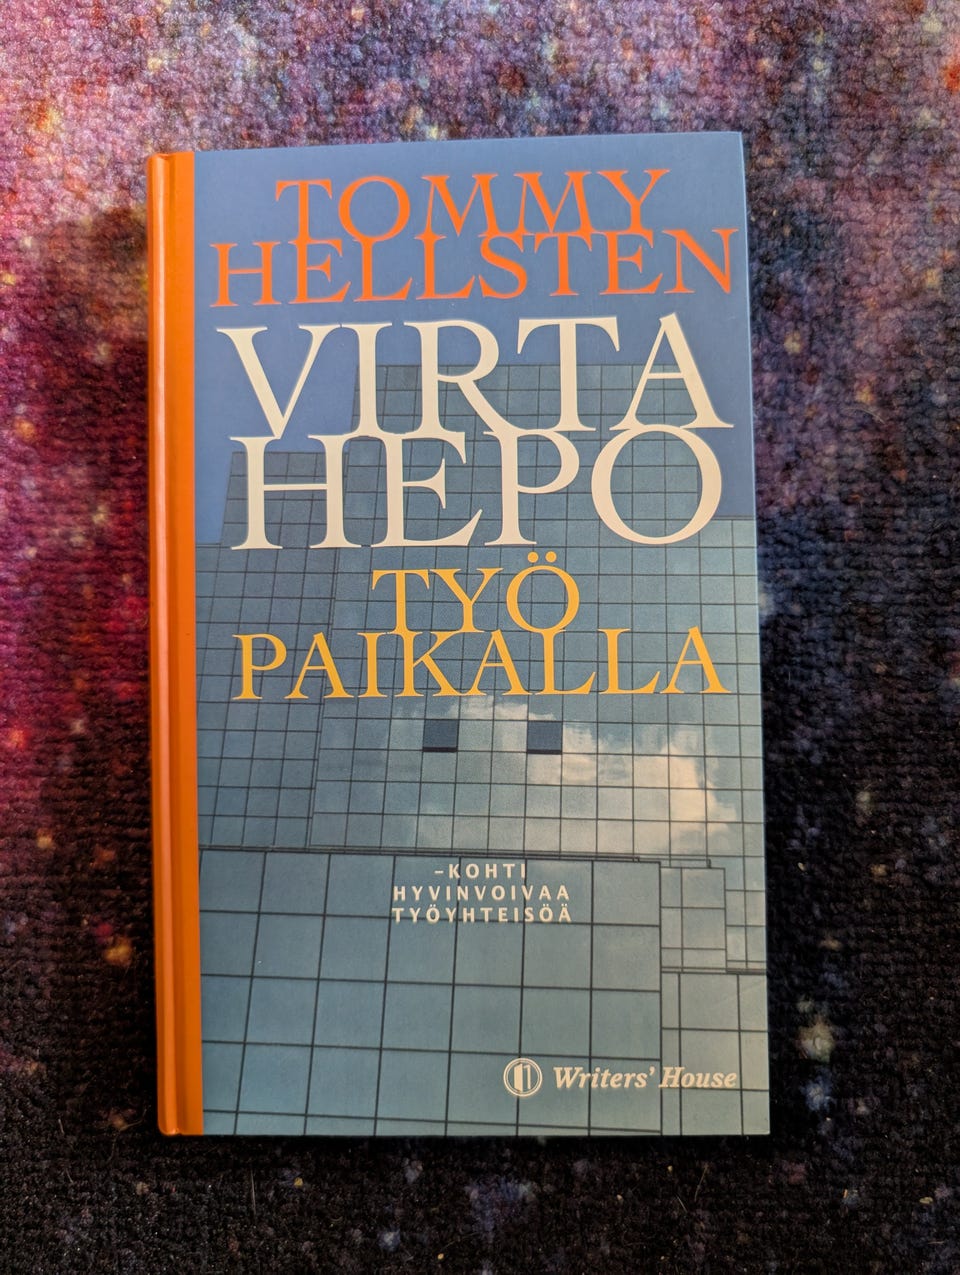 TOMMY
HELLSTEN
VIRTA
HEPO
TYÖ
PAIKALLA
–KOHTI
HYVINVOIVAA
TYÖYHTEISÖÄ
Writers' House